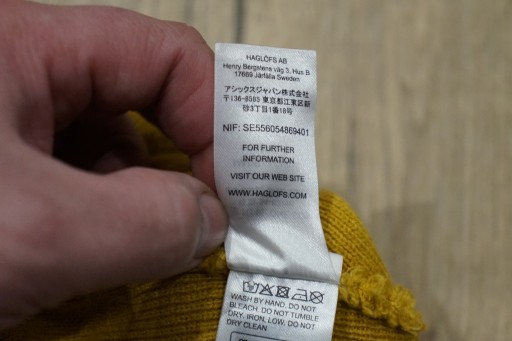 HAGLÖFS AB
Henry Bergstens väg 3, Hus B
17669 Järfälla Sweden
アシックスジャパン株式会社
〒136-8585 東京都江東区新
砂3丁目1番18号
NIF: SE556054869401
FOR FURTHER
INFORMATION
VISIT OUR WEB SITE
WWW.HAGLOFS.COM
WASH BY HAND. DO NOT
BLEACH. DO NOT TUMBLE
DRY. IRON, LOW. DO NOT
DRY CLEAN